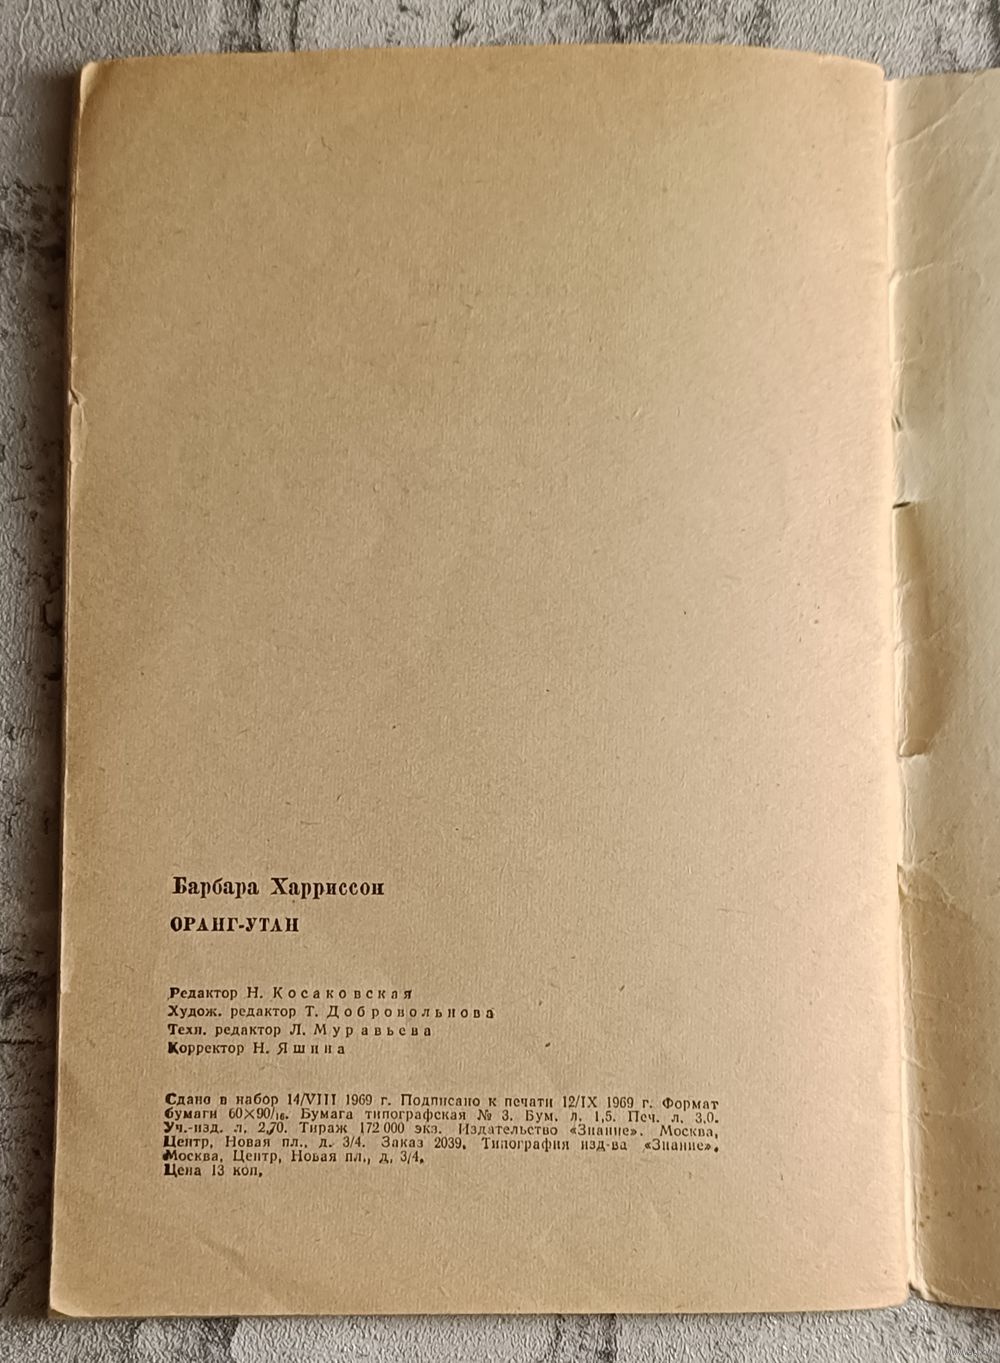 Барбара Харриссон
ОРАНГ-УТАН
Редактор Н. Косаковская
Худож. редактор Т. Добровольнова
Техн. редактор Л. Муравьева
Корректор Н. Яшина
Сдано в набор 14/VIII 1969 г. Подписано к печати 12/IX 1969 г. Формат
бумаги 60×90/16. Бумага типографская № 3. Бум. л. 1,5. Печ. л. 3,0.
Уч.-изд. л. 2,70. Тираж 172 000 экз. Издательство «Знание». Москва,
Центр, Новая пл., д. 3/4. Заказ 2039. Типография изд-ва «Знание».
Москва, Центр, Новая пл., д. 3/4.
Цена 13 коп.